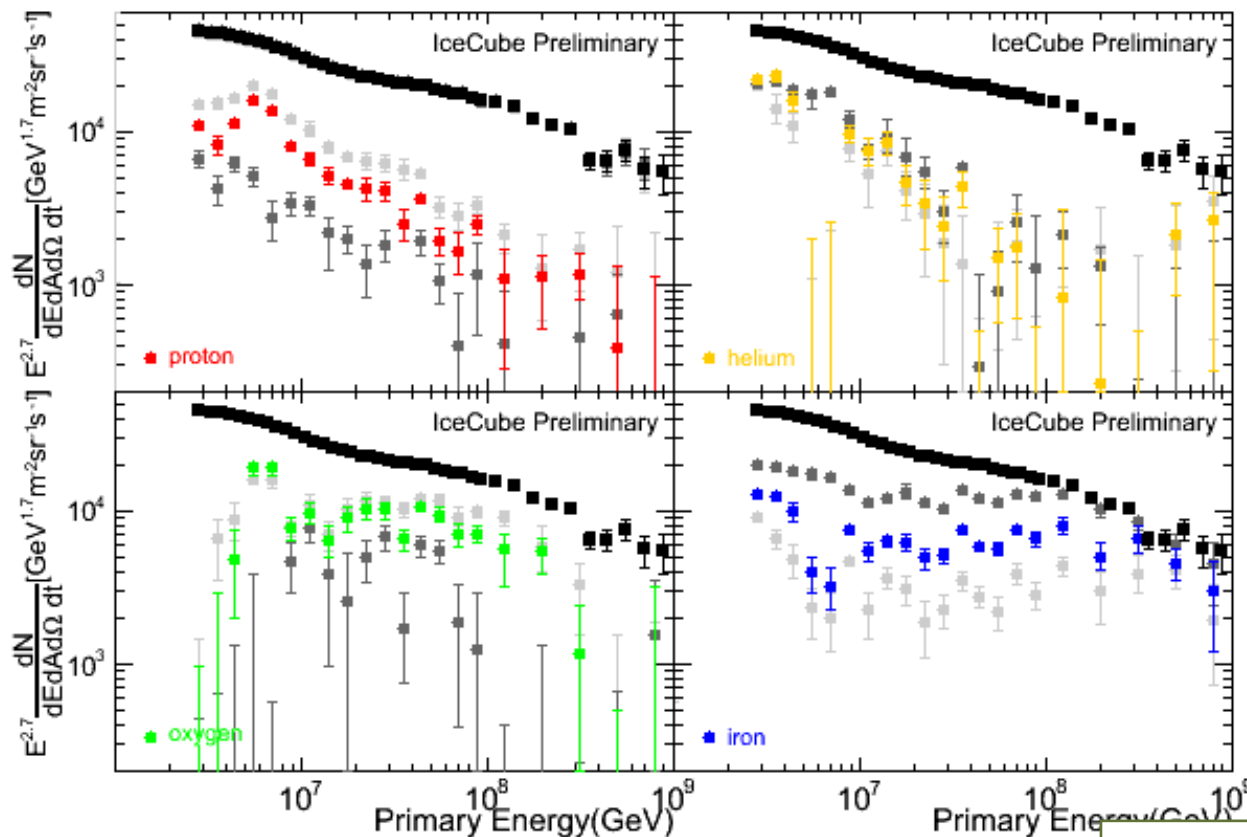 E^2.7 dN/dEdAdΩ dt [GeV^1.7 m^-2 sr^-1 s^-1]
10^4
10^3
IceCube Preliminary
proton
IceCube Preliminary
helium
E^2.7 dN/dEdAdΩ dt [GeV^1.7 m^-2 sr^-1 s^-1]
10^4
10^3
IceCube Preliminary
oxygen
IceCube Preliminary
iron
10^7 10^8 10^9 10^7 10^8 10^9
Primary Energy(GeV) Primary Energy(GeV)